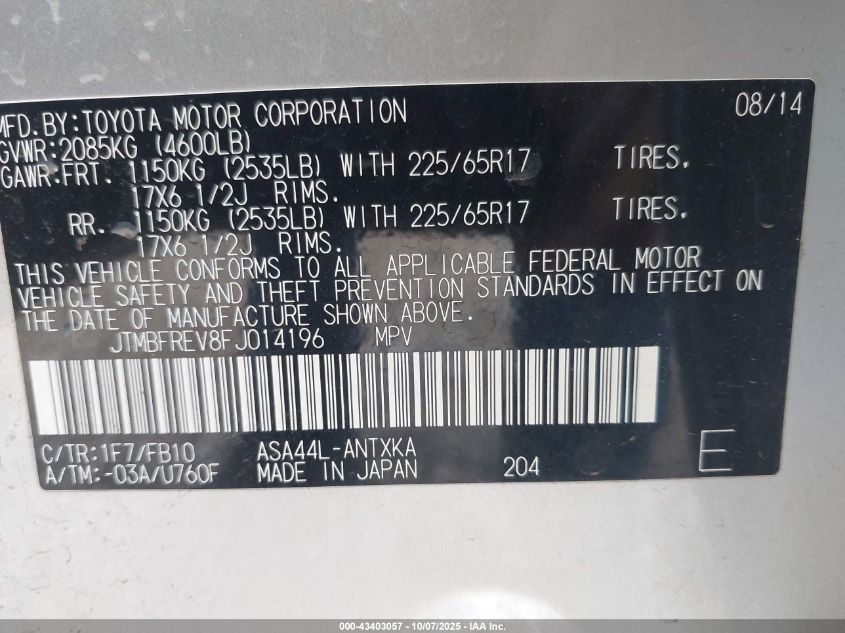 MFD. BY: TOYOTA MOTOR CORPORATION 08/14
GVWR: 2085KG (4600LB)
GAWR: FRT. 1150KG (2535LB) WITH 225/65R17 TIRES.
17X6 1/2J RIMS.
RR. 1150KG (2535LB) WITH 225/65R17 TIRES.
17X6 1/2J RIMS.
THIS VEHICLE CONFORMS TO ALL APPLICABLE FEDERAL MOTOR
VEHICLE SAFETY AND THEFT PREVENTION STANDARDS IN EFFECT ON
THE DATE OF MANUFACTURE SHOWN ABOVE.
JTMBFREV8FJ014196 MPV
C/TR: 1F7/FB10 ASA44L-ANTXKA
A/TM: -03A/U760F MADE IN JAPAN 204 E
000-43403057 - 10/07/2025 - IAA Inc.